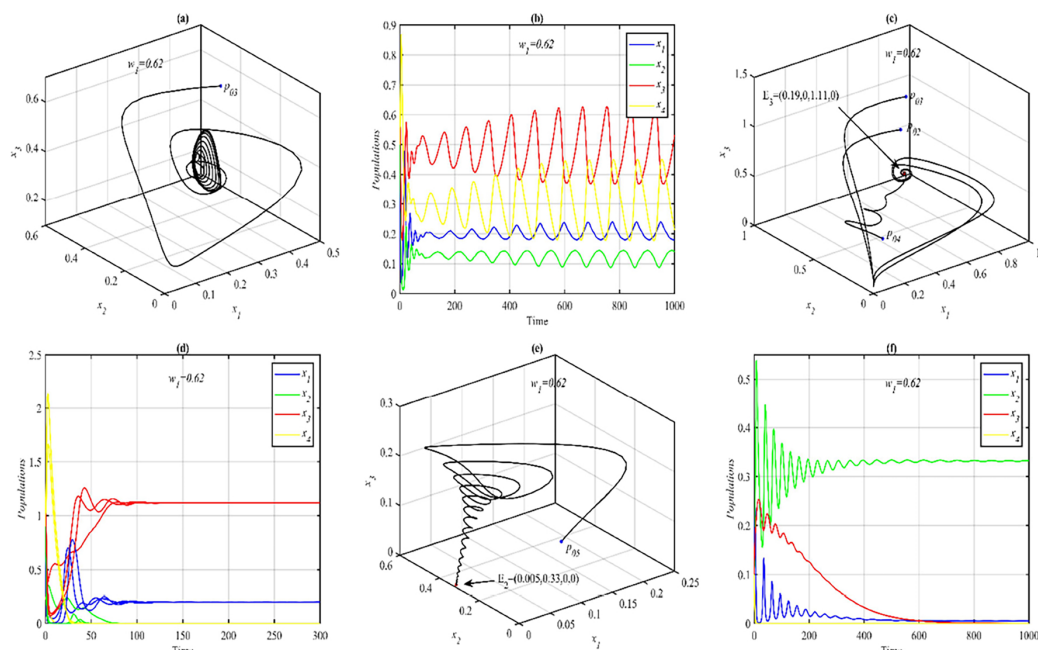 (a)
w1=0.62
p03
x3
0.6
0.5
0.4
0.3
0.2
0.6
0.4
0.2
0
x2
0
0.1
0.2
0.3
0.4
0.5
x1
(b)
w1=0.62
x1
x2
x3
x4
Populations
0.9
0.8
0.7
0.6
0.5
0.4
0.3
0.2
0.1
0
0
200
400
600
800
1000
Time
(c)
w1=0.62
E3=(0.19,0,1.11,0)
p03
p02
p04
1.5
1
0.5
0
x3
1
0.5
0
x2
0
0.2
0.4
0.6
0.8
1
x1
(d)
w1=0.62
x1
x2
x3
x4
Populations
2.5
2
1.5
1
0.5
0
0
50
100
150
200
250
300
Time
(e)
w1=0.62
p05
E2=(0.005,0.33,0,0)
x3
0.3
0.2
0.1
0
0.6
0.4
0.2
0
x2
0
0.05
0.1
0.15
0.2
0.25
x1
(f)
w1=0.62
x1
x2
x3
x4
Populations
0.5
0.4
0.3
0.2
0.1
0
0
200
400
600
800
1000
Time